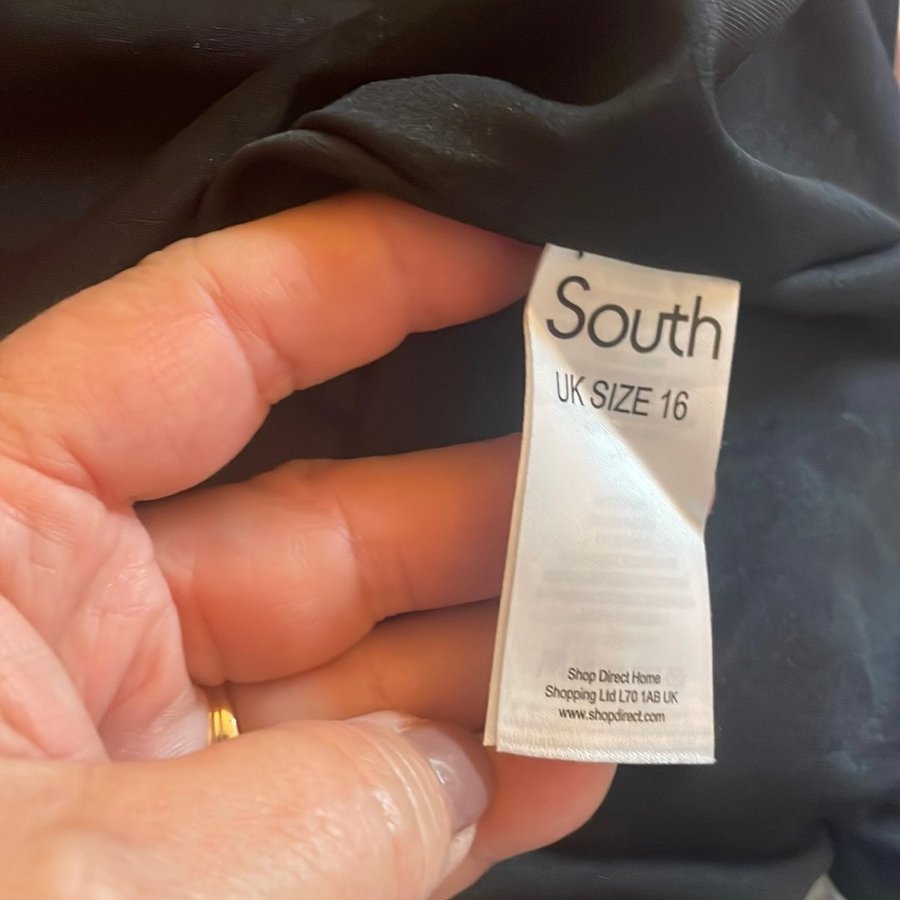 South
UK SIZE 16
Shop Direct Home
Shopping Ltd L70 1AB UK
www.shopdirect.com